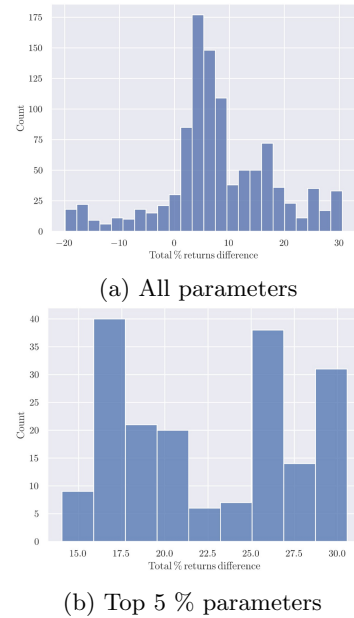 175
150
125
100
75
50
25
0
Count
−20 −10 0 10 20 30
Total % returns difference
(a) All parameters
40
35
30
25
20
15
10
5
0
Count
15.0 17.5 20.0 22.5 25.0 27.5 30.0
Total % returns difference
(b) Top 5 % parameters